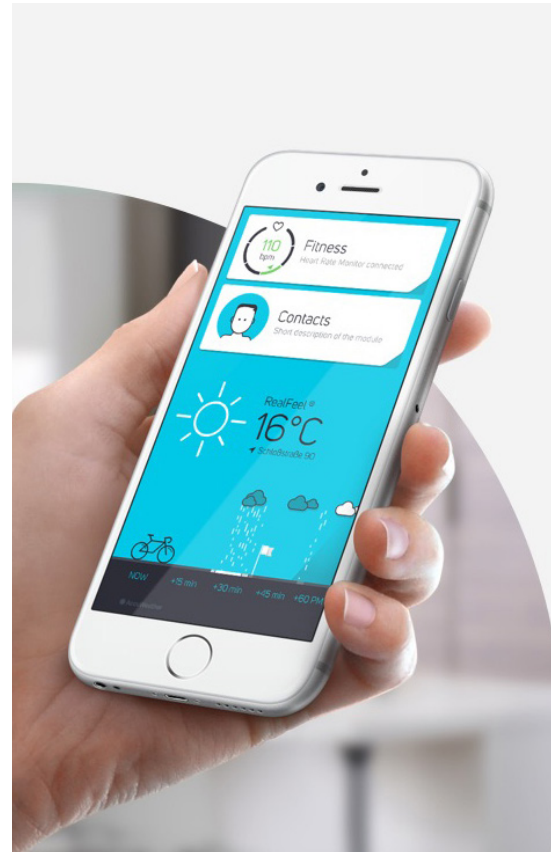 110
bpm
Fitness
Heart Rate Monitor connected
Contacts
Short description of the module
RealFeel ®
16°C
Schloßstraße 90
NOW
+15 min
+30 min
+45 min
+60 PM